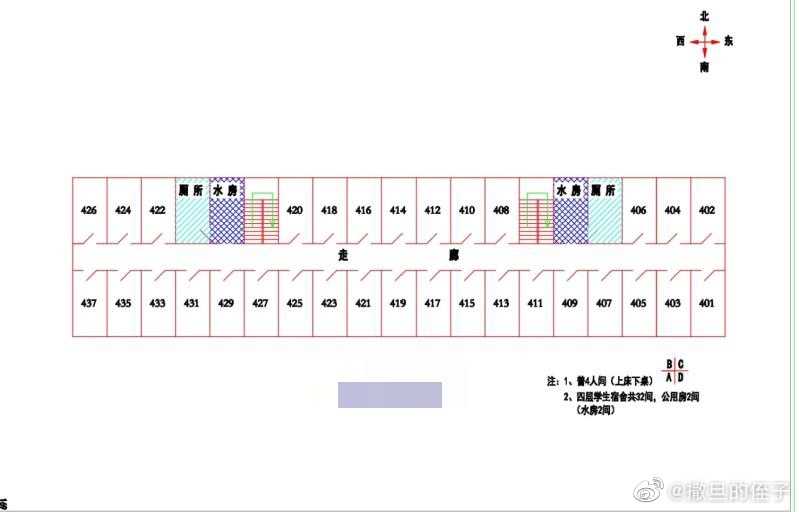 北
西 东
南
厕所 水房 水房 厕所
426 424 422 420 418 416 414 412 410 408 406 404 402
走 廊
437 435 433 431 429 427 425 423 421 419 417 415 413 411 409 407 405 403 401
B C
A D
注:1、普4人间(上床下桌)
2、四层学生宿舍共32间,公用房2间
(水房2间)
@撒旦的侄子